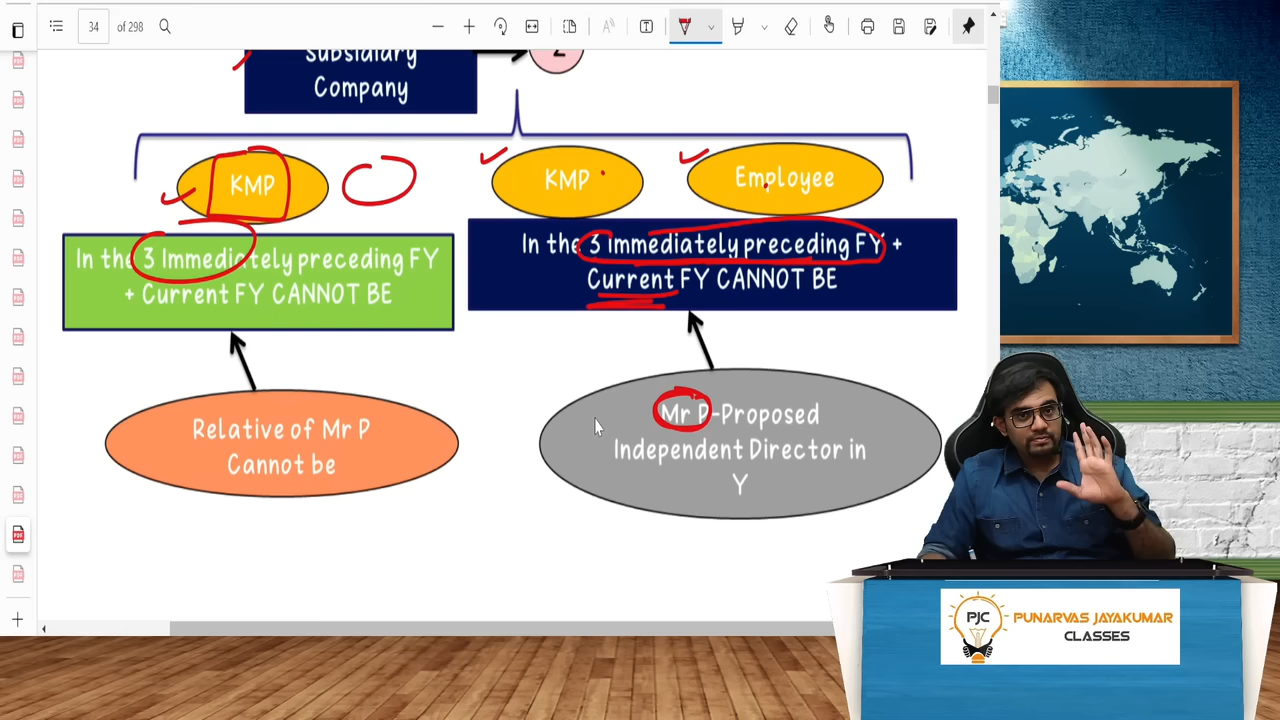 34
of 298
Subsidiary
Company
2
KMP
KMP
Employee
In the 3 Immediately preceding FY
+ Current FY CANNOT BE
In the 3 immediately preceding FY +
Current FY CANNOT BE
Relative of Mr P
Cannot be
Mr P-Proposed
Independent Director in
Y
PJC
PUNARVAS JAYAKUMAR
CLASSES